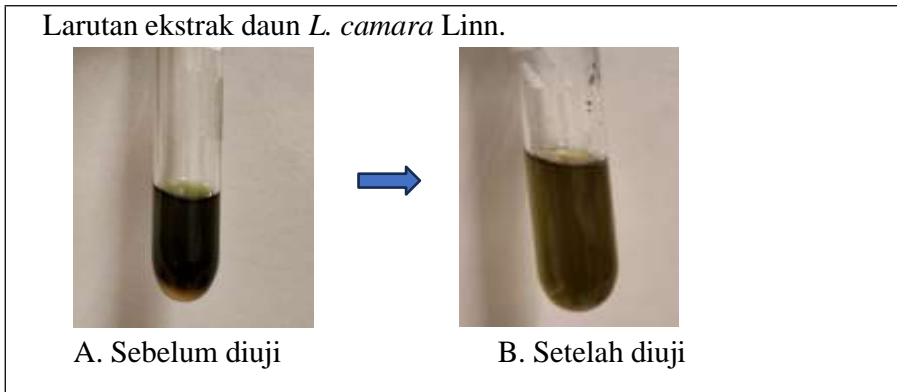 Larutan ekstrak daun L. camara Linn.
A. Sebelum diuji
B. Setelah diuji